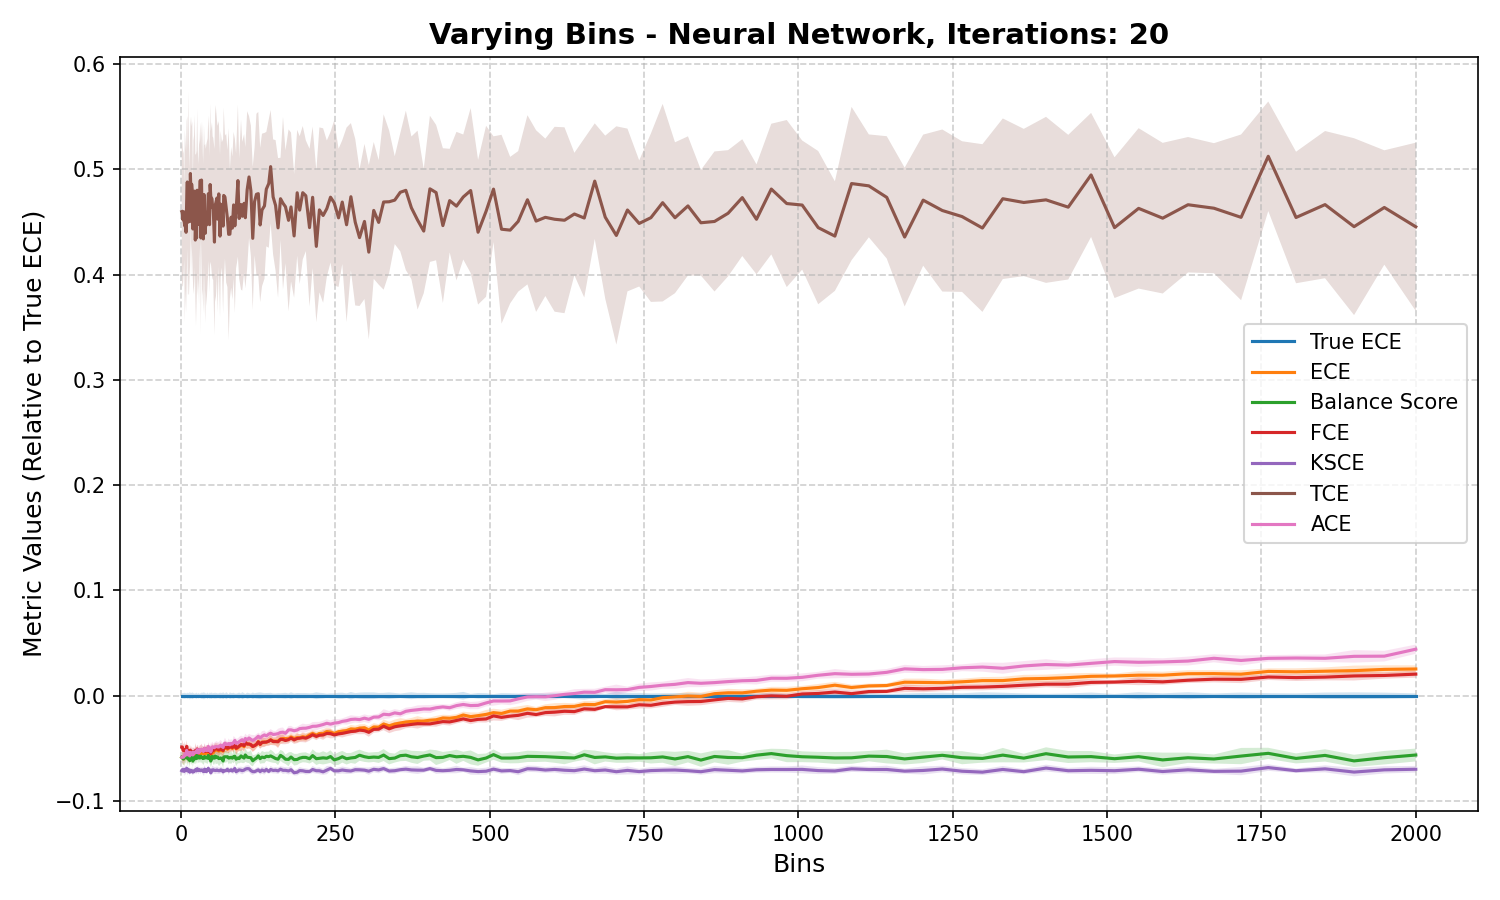 Varying Bins - Neural Network, Iterations: 20
Metric Values (Relative to True ECE)
0.6
0.5
0.4
0.3
0.2
0.1
0.0
−0.1
True ECE
ECE
Balance Score
FCE
KSCE
TCE
ACE
0 250 500 750 1000 1250 1500 1750 2000
Bins